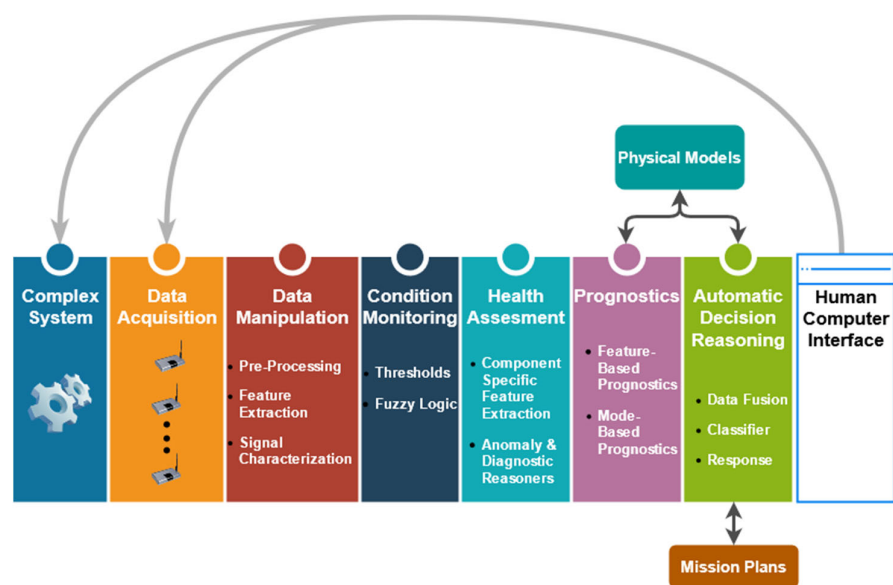 Physical Models
Complex
System
Data
Acquisition
Data
Manipulation
• Pre-Processing
• Feature
Extraction
• Signal
Characterization
Condition
Monitoring
• Thresholds
• Fuzzy Logic
Health
Assesment
• Component
Specific
Feature
Extraction
• Anomaly &
Diagnostic
Reasoners
Prognostics
• Feature-
Based
Prognostics
• Mode-
Based
Prognostics
Automatic
Decision
Reasoning
• Data Fusion
• Classifier
• Response
Human
Computer
Interface
Mission Plans